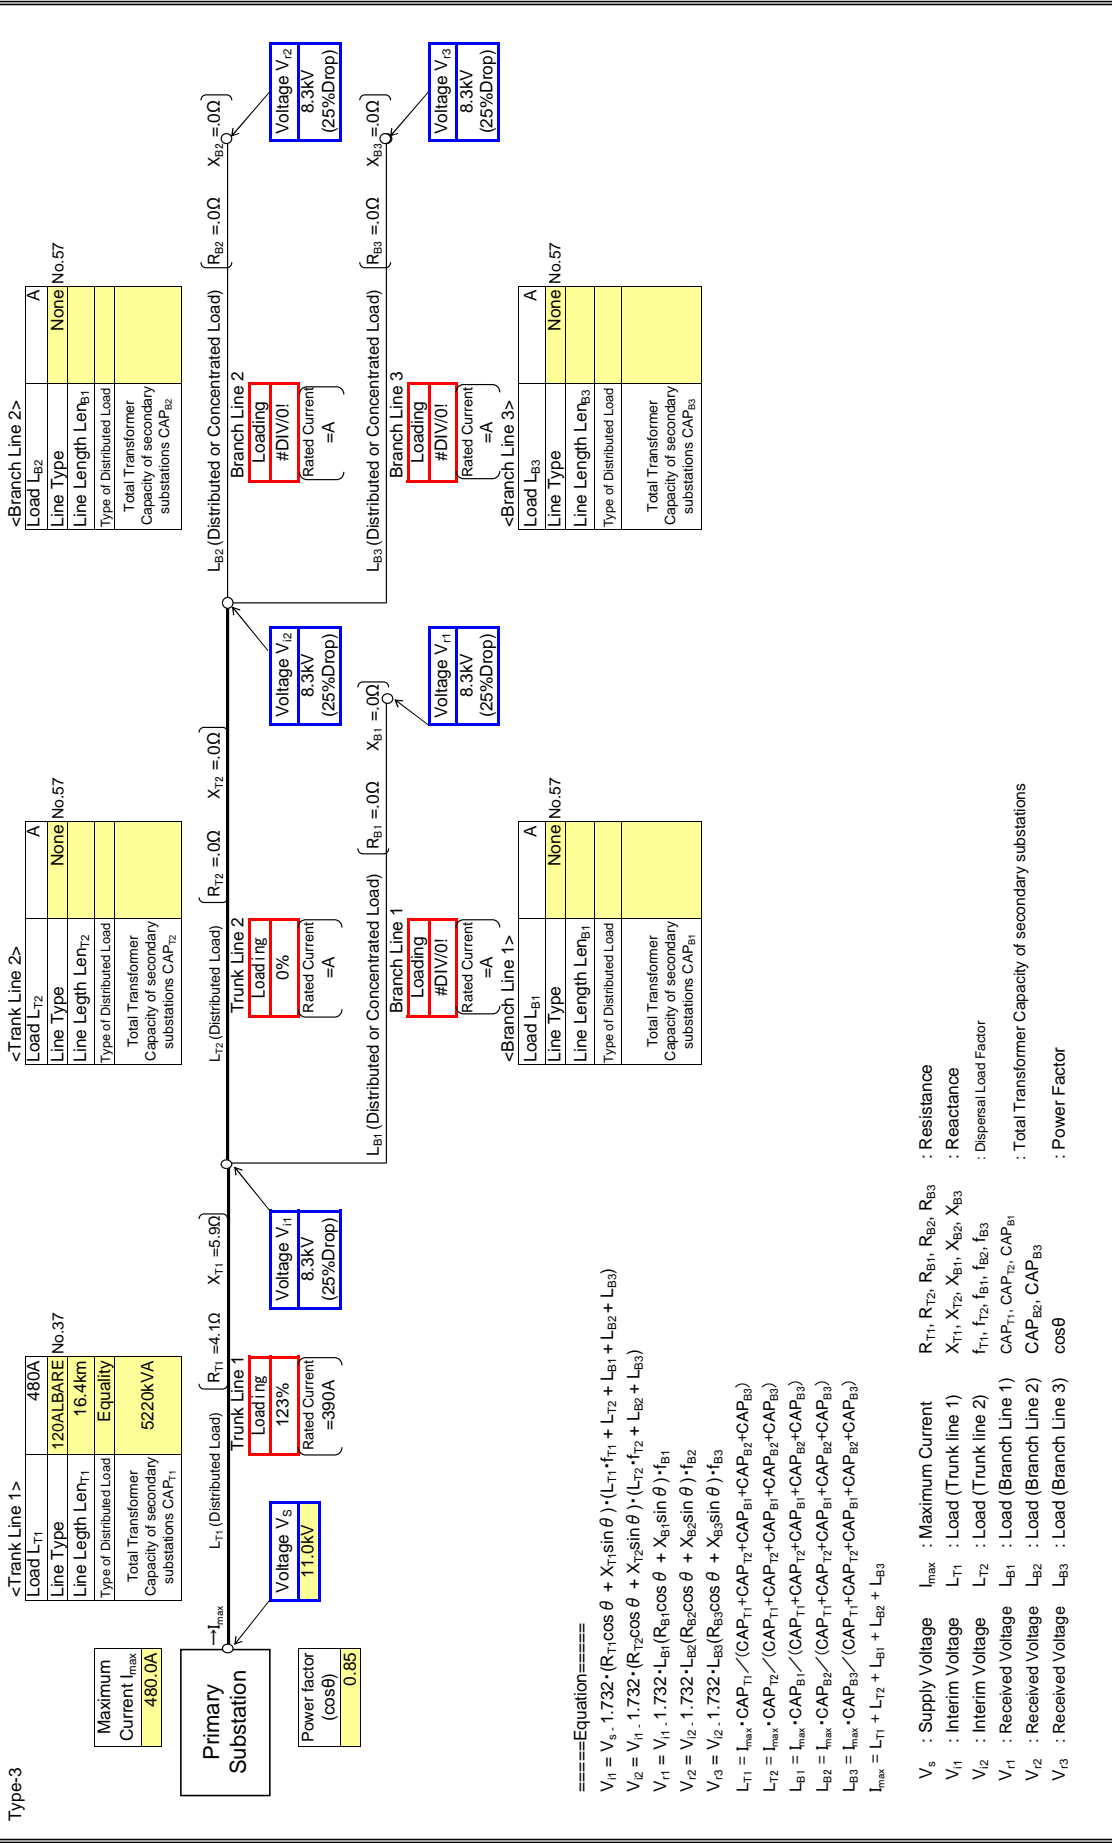 Type-3
Maximum
Current Imax
480.0A
Primary
Substation
Power factor
(cosθ)
0.85
→Imax
Voltage VS
11.0kV
<Trank Line 1>
Load LT1 480A
Line Type 120ALBARE No.37
Line Legth LenT1 16.4km
Type of Distributed Load Equality
Total Transformer
Capacity of secondary
substations CAPT1
5220kVA
LT1 (Distributed Load) RT1 =4.1Ω XT1 =5.9Ω
Trunk Line 1
Loading
123%
Rated Current
=390A
Voltage Vi1
8.3kV
(25%Drop)
<Trank Line 2>
Load LT2 A
Line Type None No.57
Line Length LenT2
Type of Distributed Load
Total Transformer
Capacity of secondary
substations CAPT2
LT2 (Distributed Load) RT2 =.0Ω XT2 =.0Ω
Trunk Line 2
Loading
0%
Rated Current
=A
Voltage Vi2
8.3kV
(25%Drop)
LB1 (Distributed or Concentrated Load) RB1 =.0Ω XB1 =.0Ω
Branch Line 1
Loading
#DIV/0!
Rated Current
=A
Voltage Vr1
8.3kV
(25%Drop)
<Branch Line 1>
Load LB1 A
Line Type None No.57
Line Length LenB1
Type of Distributed Load
Total Transformer
Capacity of secondary
substations CAPB1
<Branch Line 2>
Load LB2 A
Line Type None No.57
Line Length LenB1
Type of Distributed Load
Total Transformer
Capacity of secondary
substations CAPB2
LB2 (Distributed or Concentrated Load) RB2 =.0Ω XB2 =.0Ω
Branch Line 2
Loading
#DIV/0!
Rated Current
=A
Voltage Vr2
8.3kV
(25%Drop)
LB3 (Distributed or Concentrated Load) RB3 =.0Ω XB3 =.0Ω
Branch Line 3
Loading
#DIV/0!
Rated Current
=A
Voltage Vr3
8.3kV
(25%Drop)
<Branch Line 3>
Load LB3 A
Line Type None No.57
Line Length LenB3
Type of Distributed Load
Total Transformer
Capacity of secondary
substations CAPB3
=====Equation=====
Vi1 = Vs - 1.732・(RT1cos θ + XT1sin θ)・(LT1・fT1 + LT2 + LB1 + LB2 + LB3)
Vi2 = Vi1 - 1.732・(RT2cos θ + XT2sin θ)・(LT2・fT2 + LB2 + LB3)
Vr1 = Vi1 - 1.732・LB1(RB1cos θ + XB1sin θ)・fB1
Vr2 = Vi2 - 1.732・LB2(RB2cos θ + XB2sin θ)・fB2
Vr3 = Vi2 - 1.732・LB3(RB3cos θ + XB3sin θ)・fB3
LT1 = Imax・CAPT1／(CAPT1+CAPT2+CAPB1+CAPB2+CAPB3)
LT2 = Imax・CAPT2／(CAPT1+CAPT2+CAPB1+CAPB2+CAPB3)
LB1 = Imax・CAPB1／(CAPT1+CAPT2+CAPB1+CAPB2+CAPB3)
LB2 = Imax・CAPB2／(CAPT1+CAPT2+CAPB1+CAPB2+CAPB3)
LB3 = Imax・CAPB3／(CAPT1+CAPT2+CAPB1+CAPB2+CAPB3)
Imax = LT1 + LT2 + LB1 + LB2 + LB3
Vs : Supply Voltage Imax : Maximum Current RT1, RT2, RB1, RB2, RB3 : Resistance
Vi1 : Interim Voltage LT1 : Load (Trunk line 1) XT1, XT2, XB1, XB2, XB3 : Reactance
Vi2 : Interim Voltage LT2 : Load (Trunk line 2) fT1, fT2, fB1, fB2, fB3 : Dispersal Load Factor
Vr1 : Received Voltage LB1 : Load (Branch Line 1) CAPT1, CAPT2, CAPB1 : Total Transformer Capacity of secondary substations
Vr2 : Received Voltage LB2 : Load (Branch Line 2) CAPB2, CAPB3
Vr3 : Received Voltage LB3 : Load (Branch Line 3) cosθ : Power Factor